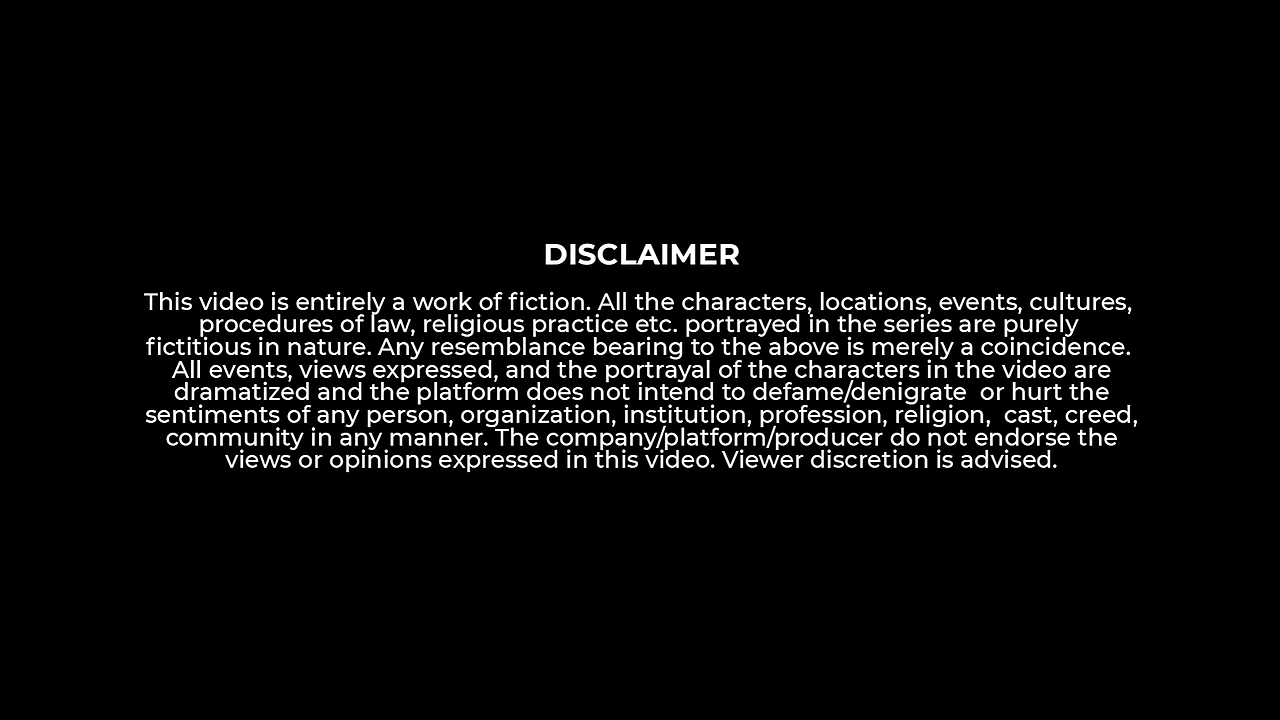 DISCLAIMER
This video is entirely a work of fiction. All the characters, locations, events, cultures,
procedures of law, religious practice etc. portrayed in the series are purely
fictitious in nature. Any resemblance bearing to the above is merely a coincidence.
All events, views expressed, and the portrayal of the characters in the video are
dramatized and the platform does not intend to defame/denigrate  or hurt the
sentiments of any person, organization, institution, profession, religion,  cast, creed,
community in any manner. The company/platform/producer do not endorse the
views or opinions expressed in this video. Viewer discretion is advised.